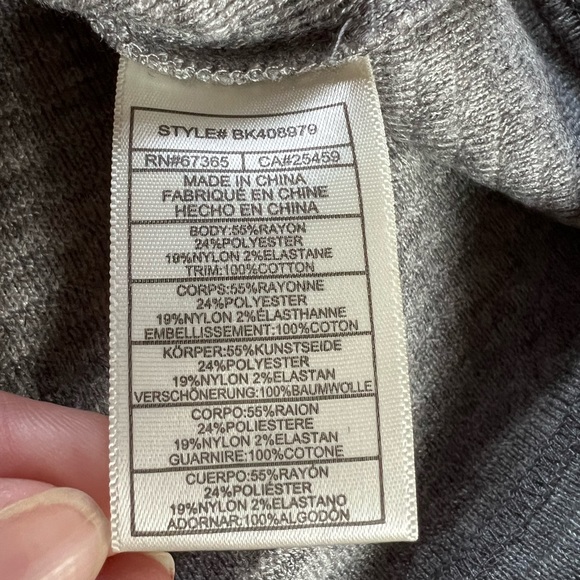 STYLE# BK408979
RN#67365 CA#25459
MADE IN CHINA
FABRIQUÉ EN CHINE
HECHO EN CHINA
BODY:55%RAYON
24%POLYESTER
19%NYLON 2%ELASTANE
TRIM:100%COTTON
CORPS:55%RAYONNE
24%POLYESTER
19%NYLON 2%ÉLASTHANNE
EMBELLISSEMENT:100%COTON
KÖRPER:55%KUNSTSEIDE
24%POLYESTER
19%NYLON 2%ELASTAN
VERSCHÖNERUNG:100%BAUMWOLLE
CORPO:55%RAION
24%POLIESTERE
19%NYLON 2%ELASTAN
GUARNIRE:100%COTONE
CUERPO:55%RAYÓN
24%POLIÉSTER
19%NYLON 2%ELASTANO
ADORNAR:100%ALGODÓN